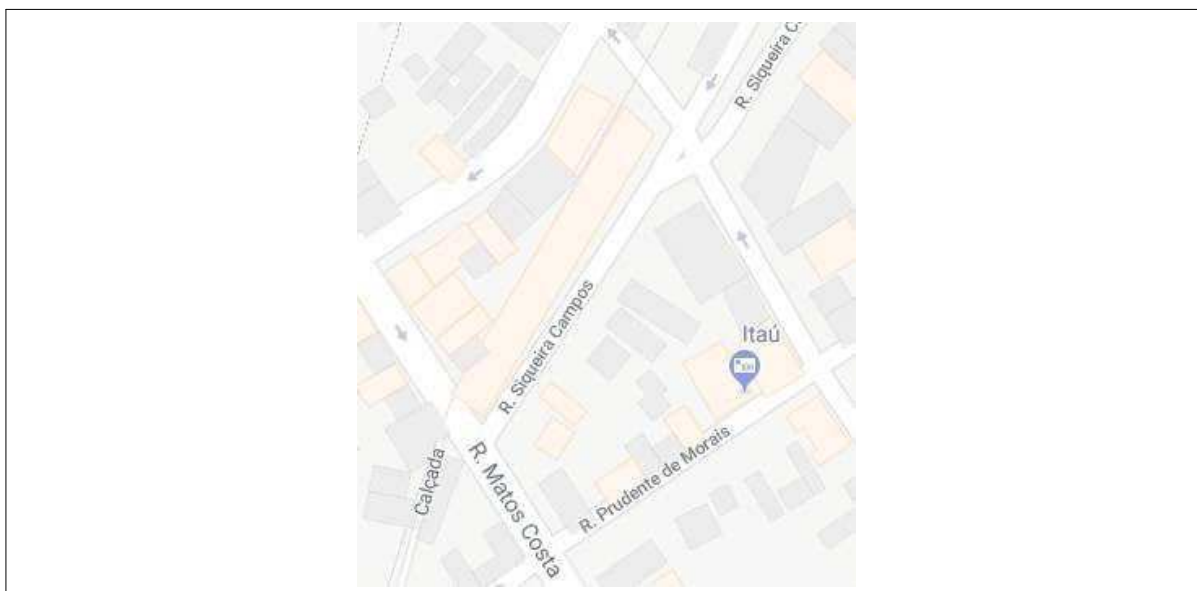 R. Siqueira C
Itaú
R. Siqueira Campos
R. Prudente de Morais
Calçada
R. Matos Costa